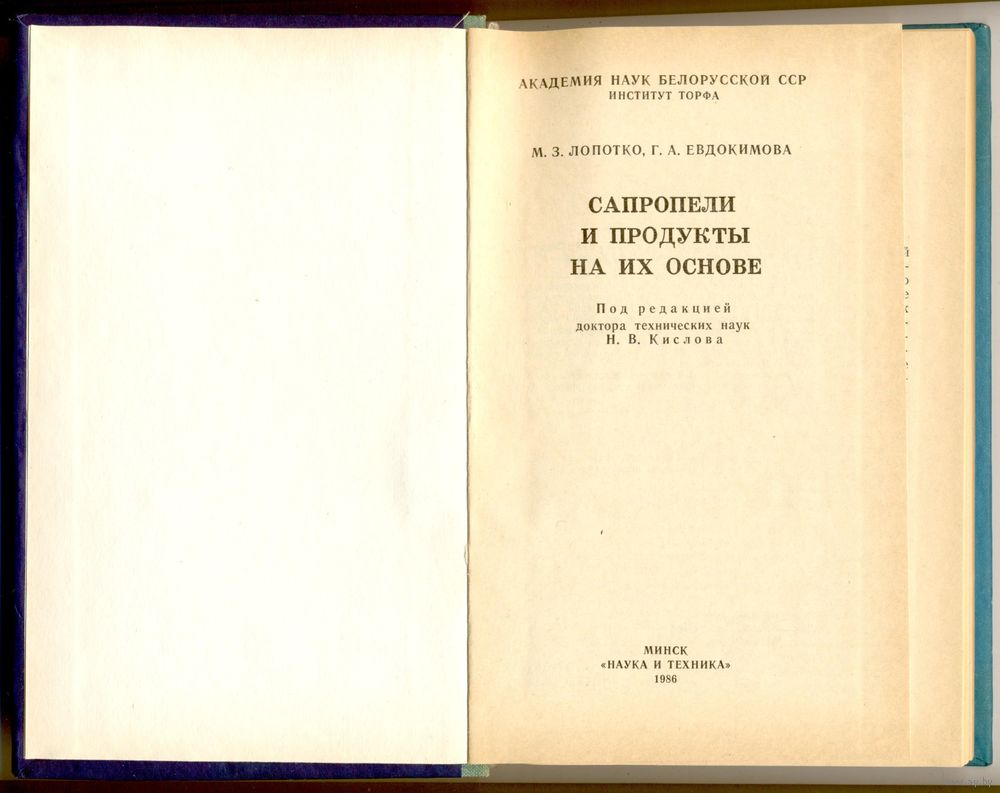 АКАДЕМИЯ НАУК БЕЛОРУССКОЙ ССР
ИНСТИТУТ ТОРФА
М. З. ЛОПОТКО, Г. А. ЕВДОКИМОВА
САПРОПЕЛИ
И ПРОДУКТЫ
НА ИХ ОСНОВЕ
Под редакцией
доктора технических наук
Н. В. Кислова
МИНСК
«НАУКА И ТЕХНИКА»
1986